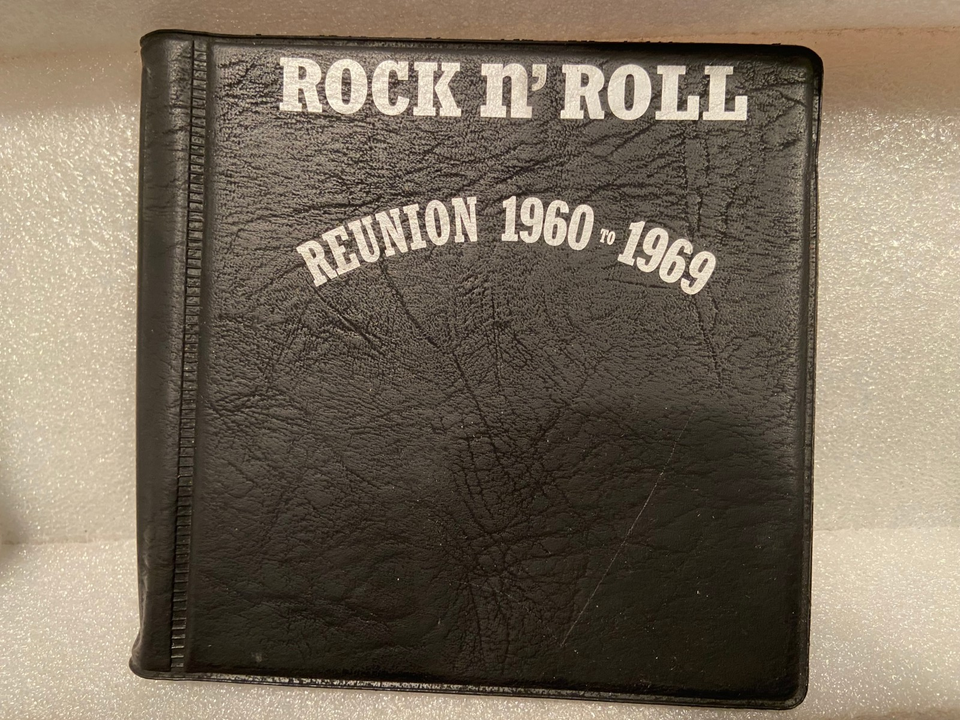 ROCK n' ROLL
REUNION 1960 TO 1969